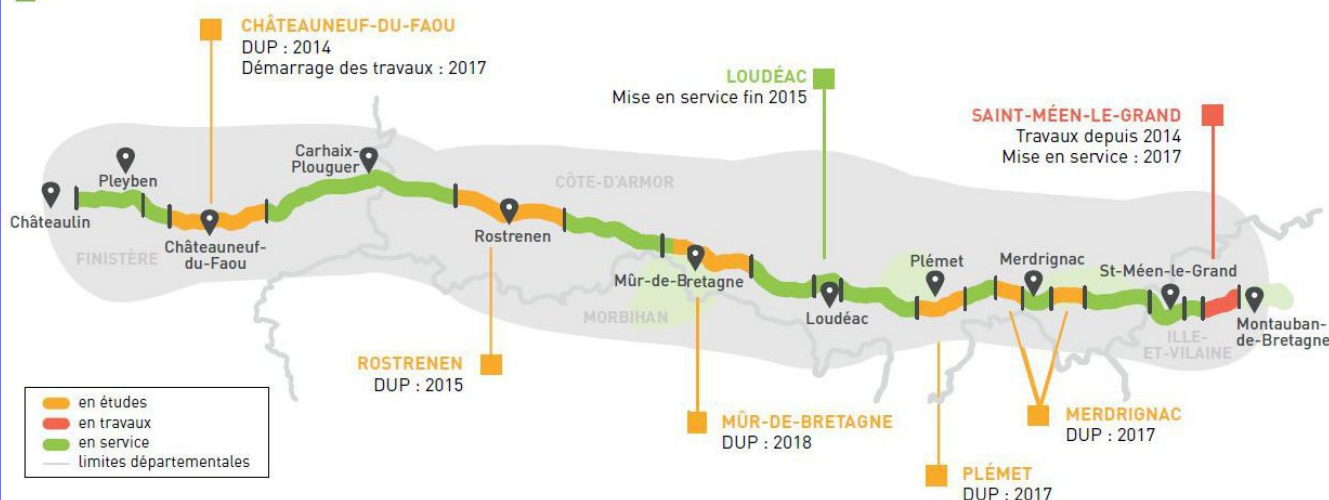 CHÂTEAUNEUF-DU-FAOU
DUP : 2014
Démarrage des travaux : 2017
LOUDÉAC
Mise en service fin 2015
SAINT-MÉEN-LE-GRAND
Travaux depuis 2014
Mise en service : 2017
Châteaulin
Pleyben
Châteauneuf-
du-Faou
Carhaix-
Plouguer
Rostrenen
Mûr-de-Bretagne
Loudéac
Plémet
Merdrignac
St-Méen-le-Grand
Montauban-
de-Bretagne
FINISTÈRE
CÔTE-D'ARMOR
MORBIHAN
ILLE-
ET-VILAINE
ROSTRENEN
DUP : 2015
MÛR-DE-BRETAGNE
DUP : 2018
PLÉMET
DUP : 2017
MERDRIGNAC
DUP : 2017
en études
en travaux
en service
limites départementales